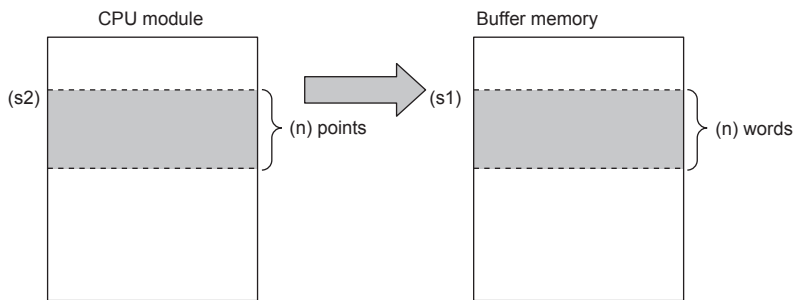 CPU module
Buffer memory
(s2)
(s1)
(n) points
(n) words